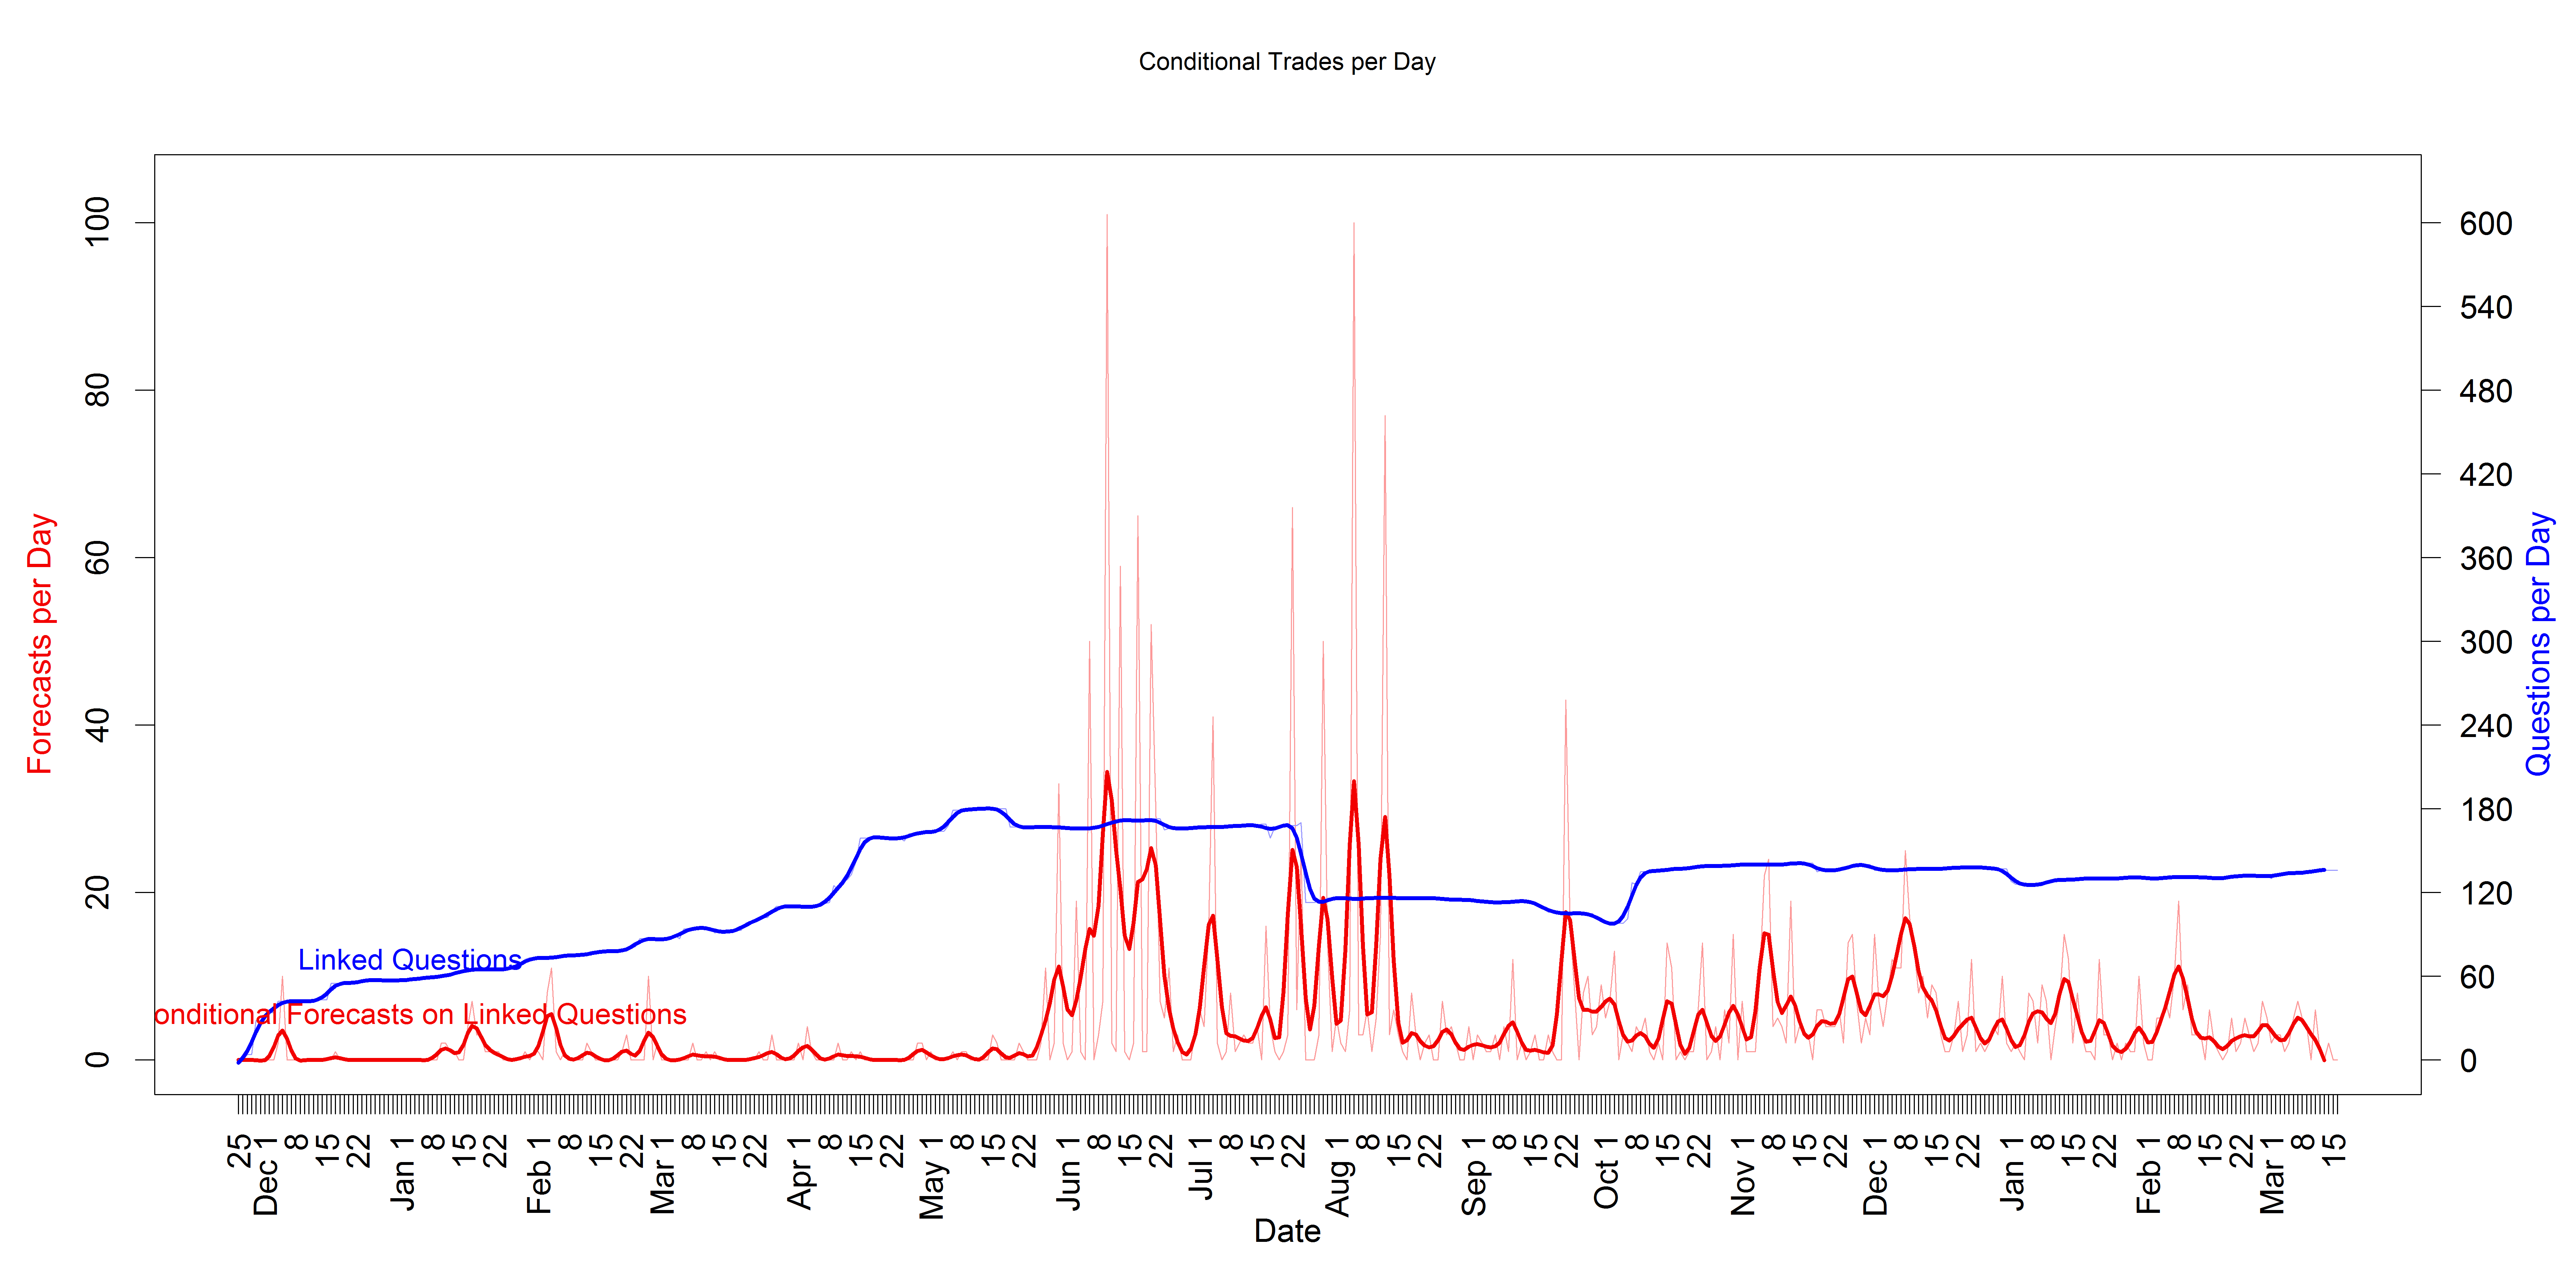 Conditional Trades per Day
Forecasts per Day
100
80
60
40
20
0
Linked Questions
onditional Forecasts on Linked Questions
600
540
480
420
360
300
240
180
120
60
0
Questions per Day
25
Dec 1
8
15
22
Jan 1
8
15
22
Feb 1
8
15
22
Mar 1
8
15
22
Apr 1
8
15
22
May 1
8
15
22
Jun 1
8
15
22
Jul 1
8
15
22
Aug 1
8
15
22
Sep 1
8
15
22
Oct 1
8
15
22
Nov 1
8
15
22
Dec 1
8
15
22
Jan 1
8
15
22
Feb 1
8
15
22
Mar 1
8
15
Date